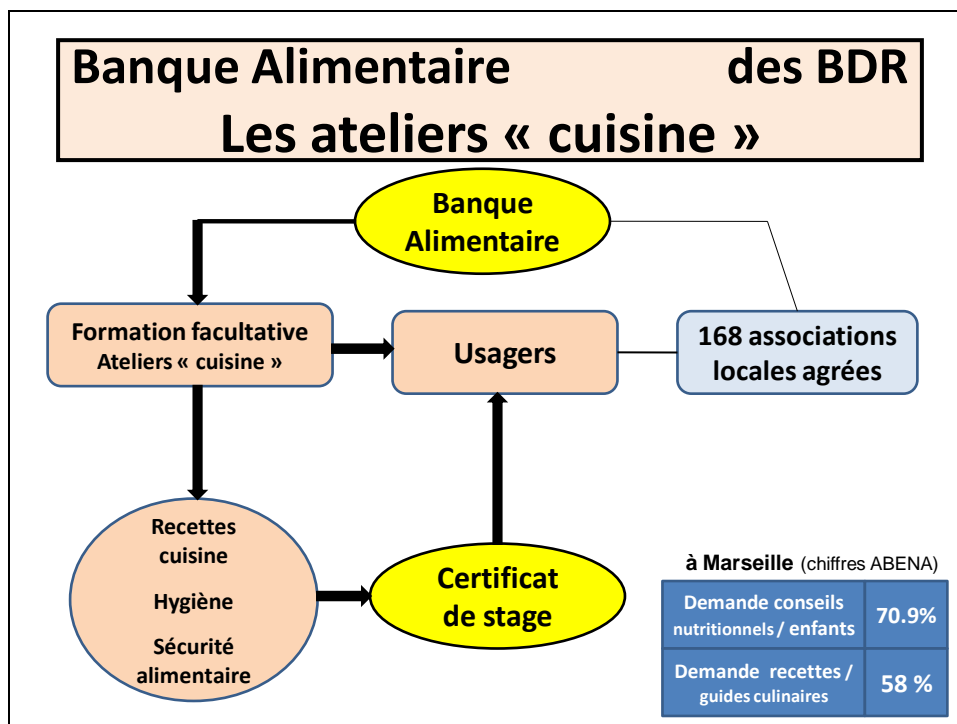 Banque Alimentaire des BDR
Les ateliers « cuisine »
Banque
Alimentaire
Formation facultative
Ateliers « cuisine »
Usagers
168 associations
locales agrées
Recettes
cuisine
Hygiène
Sécurité
alimentaire
Certificat
de stage
à Marseille (chiffres ABENA)
Demande conseils
nutritionnels / enfants
70.9%
Demande recettes /
guides culinaires
58 %